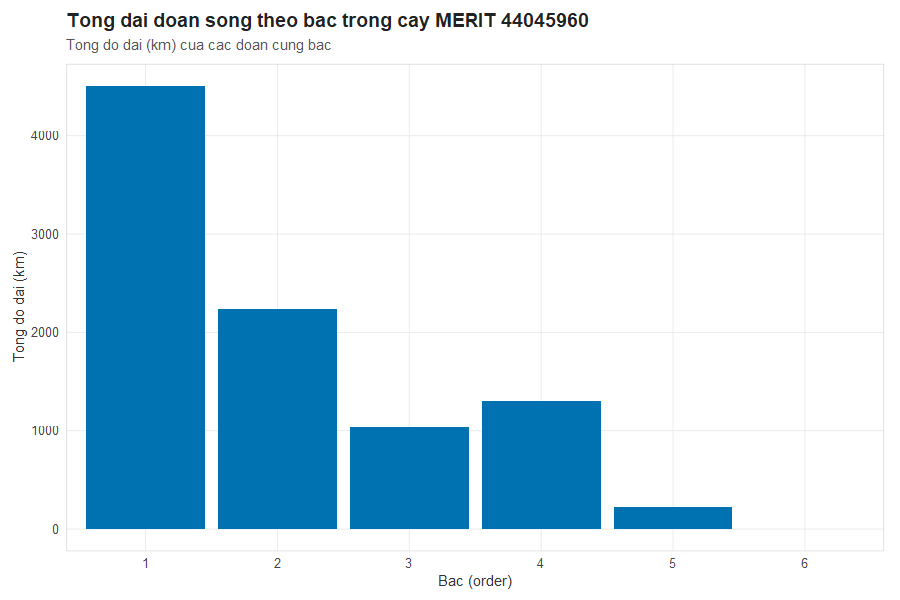 Tong dai doan song theo bac trong cay MERIT 44045960
Tong do dai (km) cua cac doan cung bac
Tong do dai (km)
4000
3000
2000
1000
0
1 2 3 4 5 6
Bac (order)